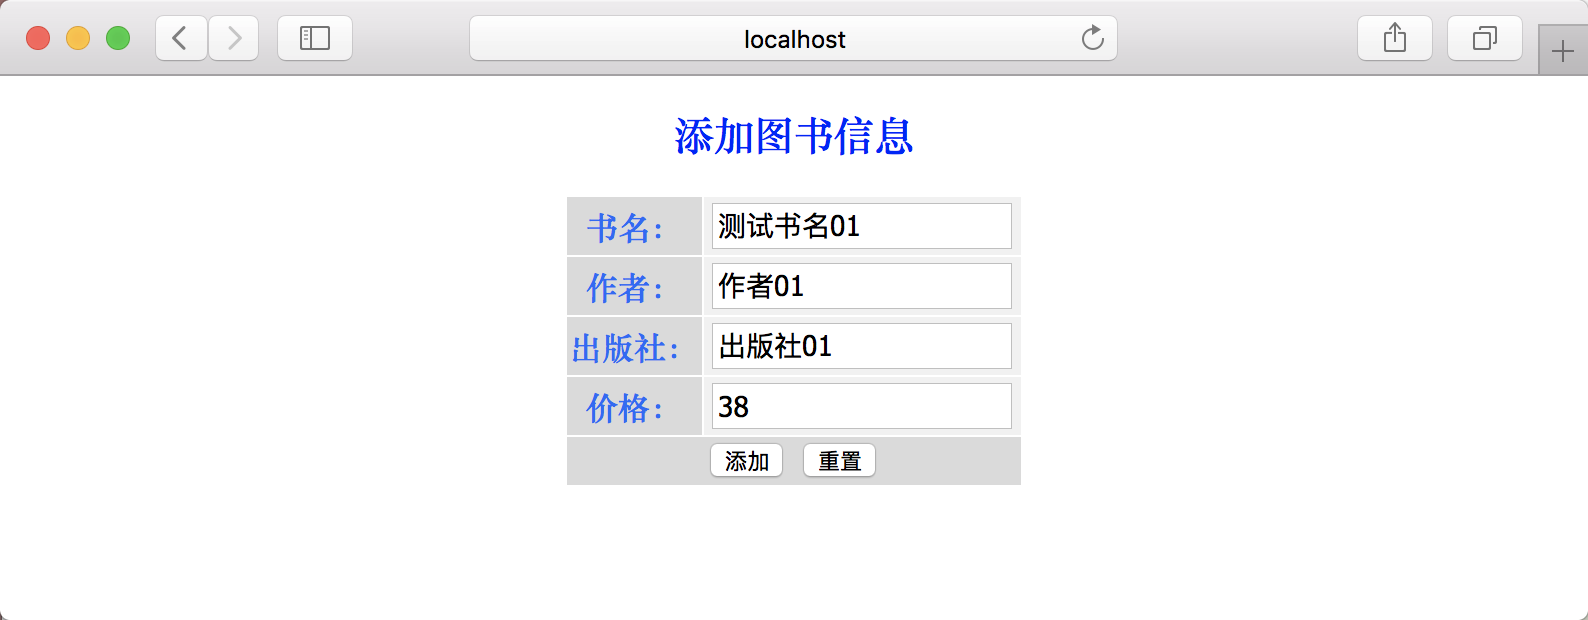 localhost
添加图书信息
书名： 测试书名01
作者： 作者01
出版社： 出版社01
价格： 38
添加 重置